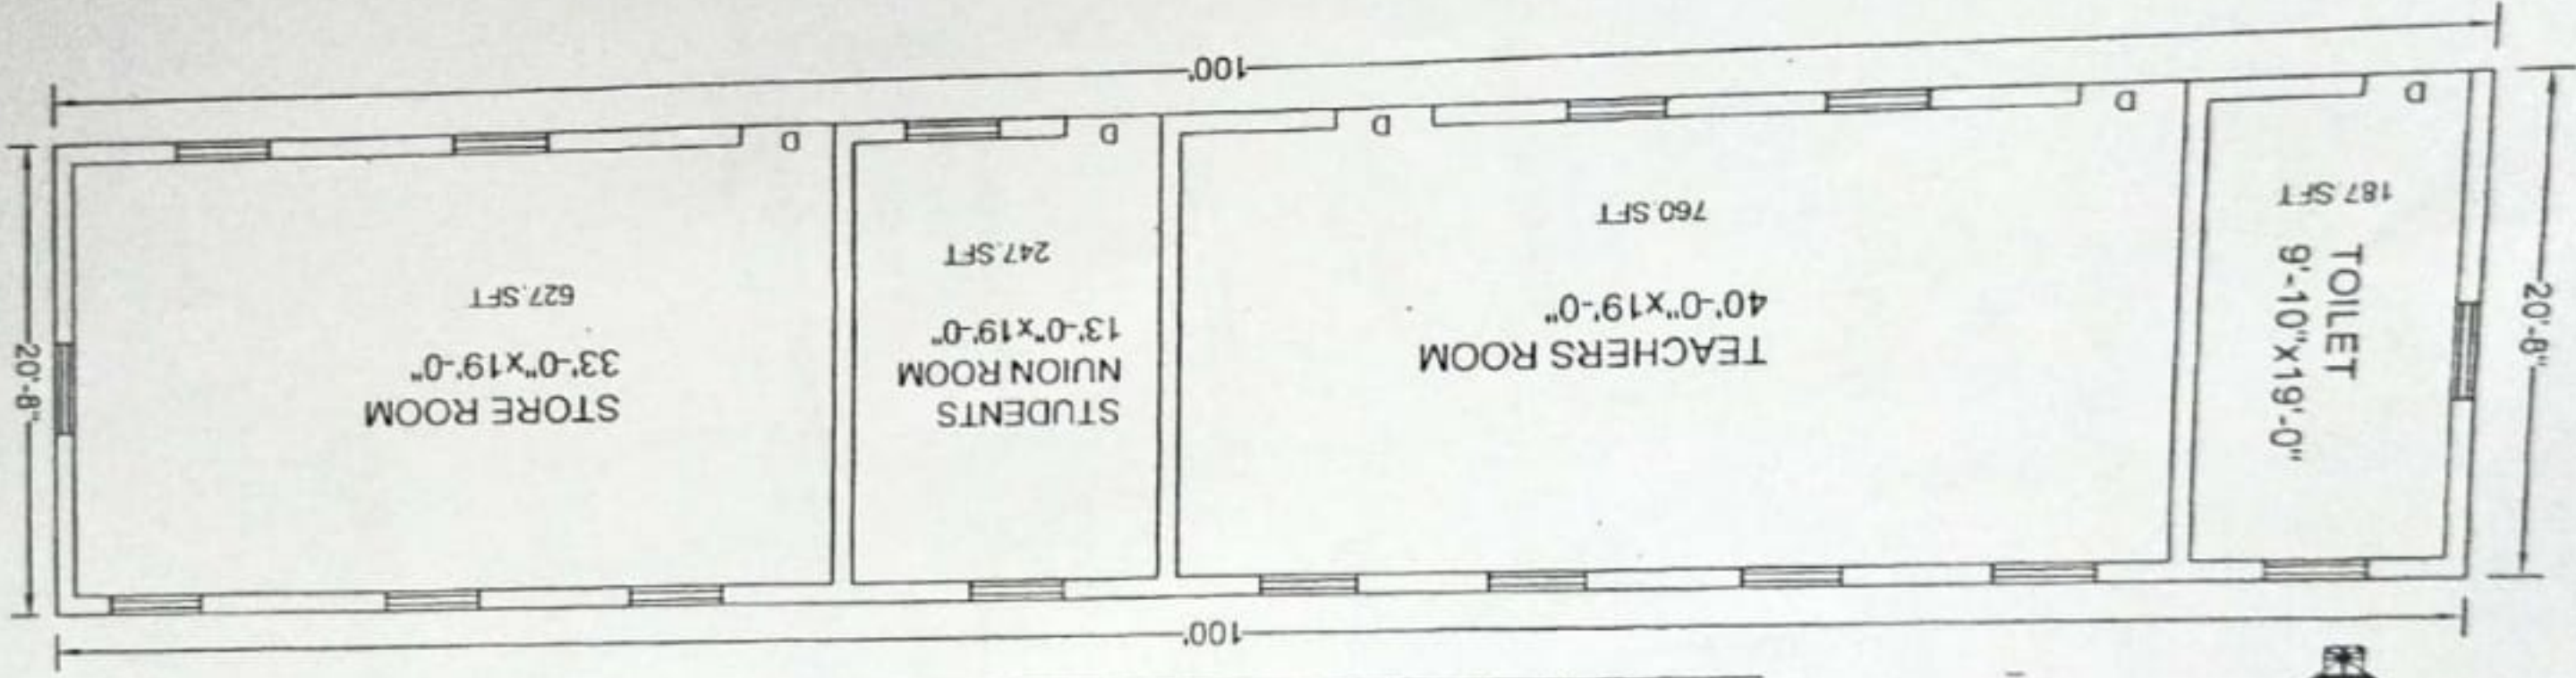 100'
20'-8"
TOILET
9'-10"x19'-0"
187 SFT
D
TEACHERS ROOM
40'-0"x19'-0"
760.SFT
D
D
STUDENTS
NUION ROOM
13'-0"x19'-0"
247.SFT
D
STORE ROOM
33'-0"x19'-0"
627.SFT
D
20'-8"
100'